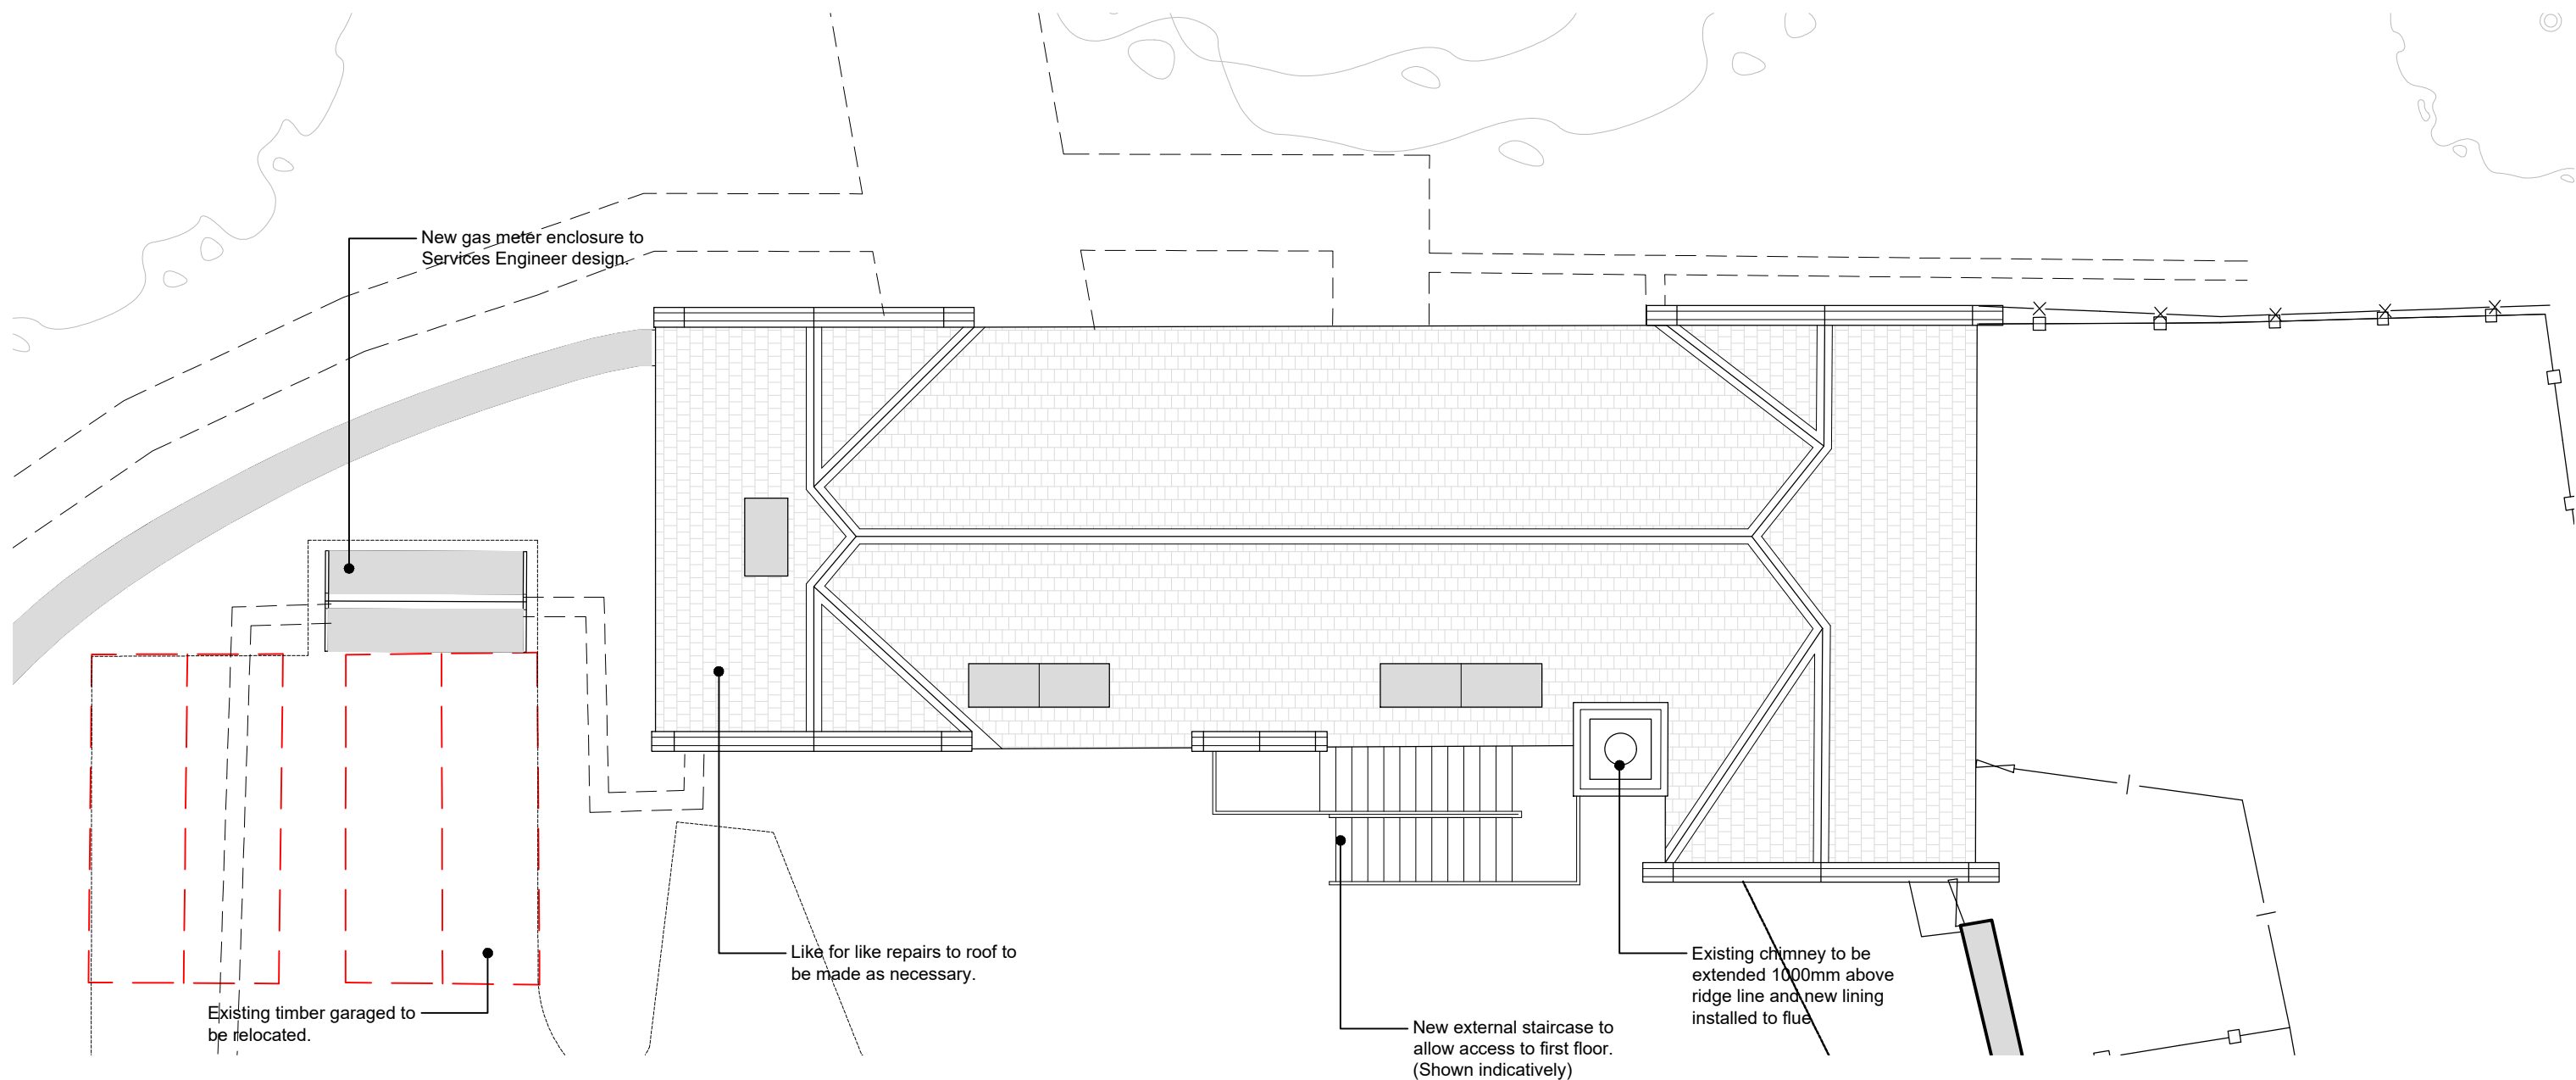 New gas meter enclosure to
Services Engineer design.
Like for like repairs to roof to
be made as necessary.
Existing chimney to be
extended 1000mm above
ridge line and new lining
installed to flue
Existing timber garaged to
be relocated.
New external staircase to
allow access to first floor.
(Shown indicatively)